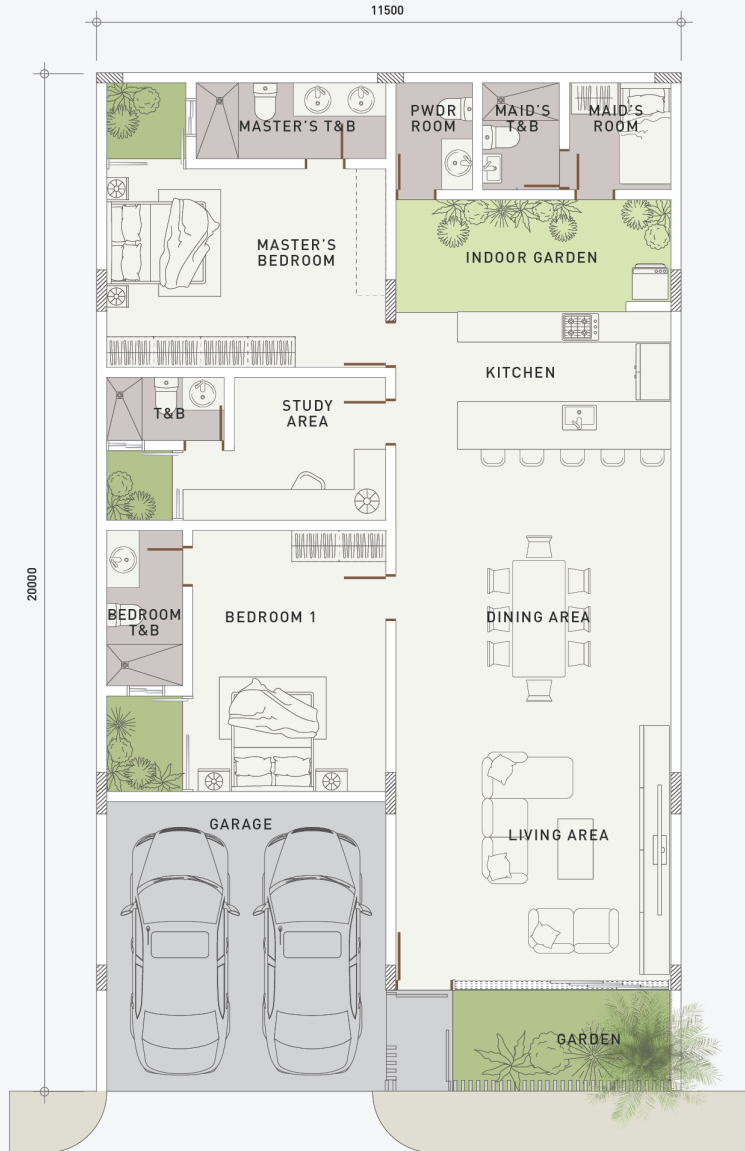 11500
MASTER'S T&B
PWDR
ROOM
MAID'S
T&B
MAID'S
ROOM
MASTER'S
BEDROOM
INDOOR GARDEN
KITCHEN
T&B
STUDY
AREA
20000
BEDROOM
T&B
BEDROOM 1
DINING AREA
GARAGE
LIVING AREA
GARDEN